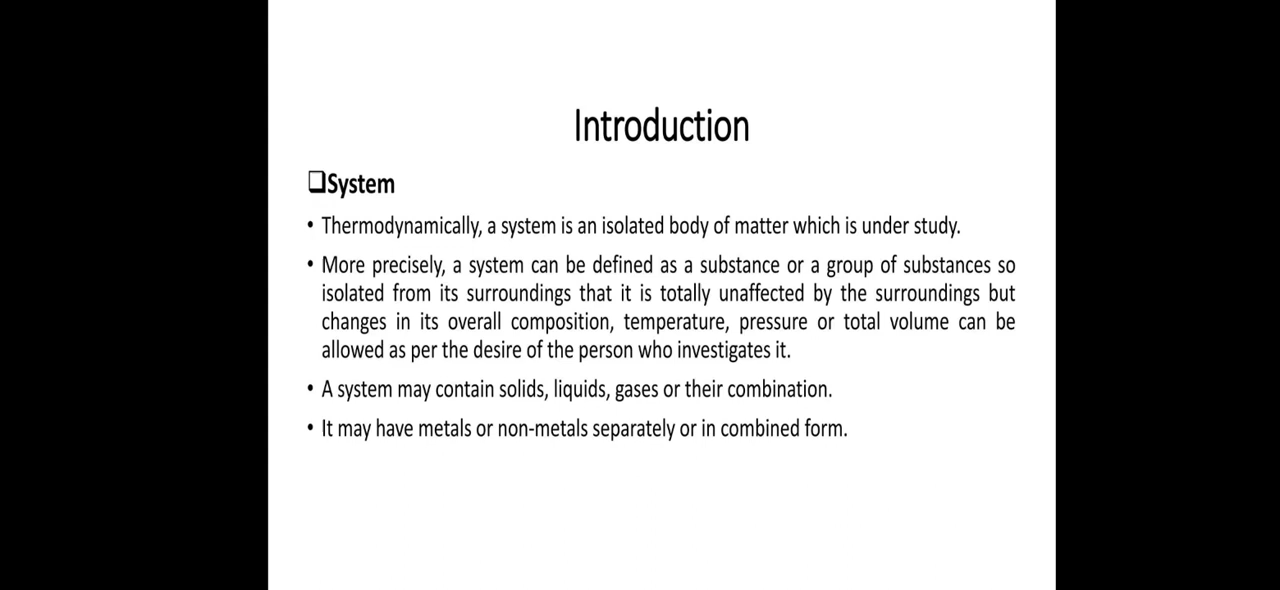 Introduction
❑System
• Thermodynamically, a system is an isolated body of matter which is under study.
• More precisely, a system can be defined as a substance or a group of substances so
isolated from its surroundings that it is totally unaffected by the surroundings but
changes in its overall composition, temperature, pressure or total volume can be
allowed as per the desire of the person who investigates it.
• A system may contain solids, liquids, gases or their combination.
• It may have metals or non-metals separately or in combined form.